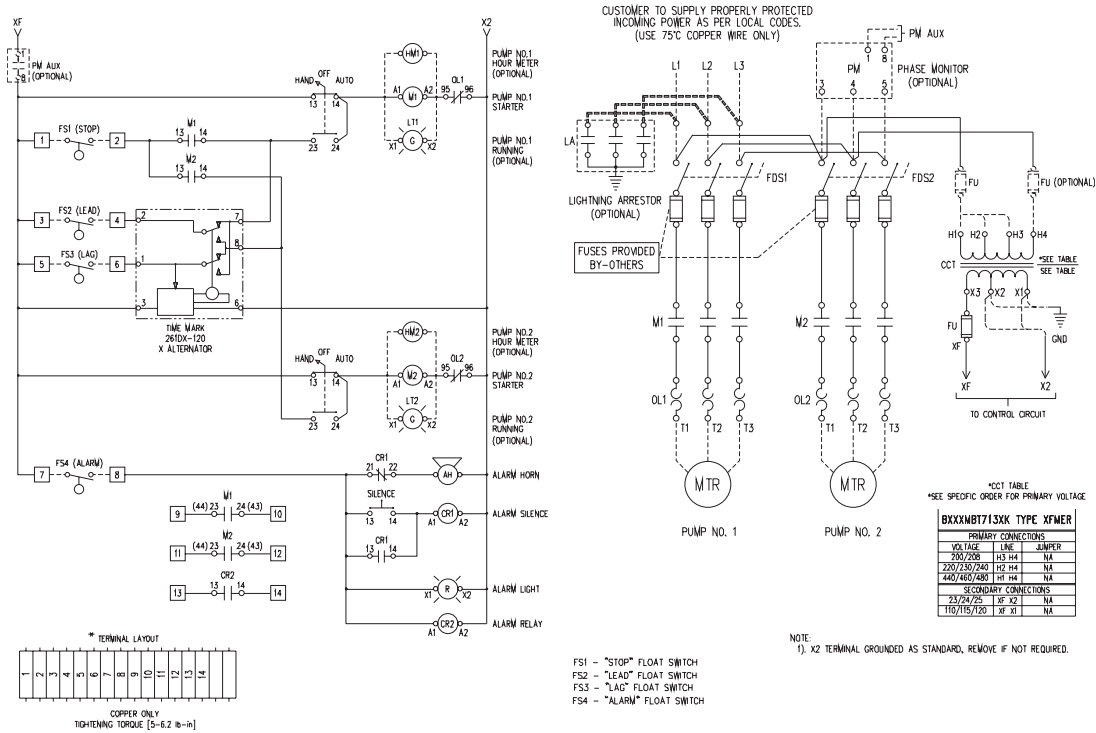 XF
X2
1
PM AUX
(OPTIONAL)
8
HM1
PUMP NO.1
HOUR METER
(OPTIONAL)
HAND OFF AUTO
13 14
A1 M1 A2
OL1
95 96
PUMP NO.1
STARTER
LT1
X1 G X2
23 24
PUMP NO.1
RUNNING
(OPTIONAL)
1 FS1 (STOP) 2
M1
13 14
M2
13 14
3 FS2 (LEAD) 4
2 7
8
5 FS3 (LAG) 6
1
3 6
TIME MARK
261DX-120
X ALTERNATOR
HM2
PUMP NO.2
HOUR METER
(OPTIONAL)
HAND OFF AUTO
13 14
A1 M2 A2
OL2
95 96
PUMP NO.2
STARTER
LT2
X1 G X2
23 24
PUMP NO.2
RUNNING
(OPTIONAL)
7 FS4 (ALARM) 8
CR1
21 22
AH
ALARM HORN
SILENCE
13 14
A1 CR1 A2
ALARM SILENCE
CR1
13 14
X1 R X2
ALARM LIGHT
A1 CR2 A2
ALARM RELAY
M1
9 (44) 23 24 (43) 10
M2
11 (44) 23 24 (43) 12
CR2
13 13 14 14
* TERMINAL LAYOUT
1 2 3 4 5 6 7 8 9 10 11 12 13 14
COPPER ONLY
TIGHTENING TORQUE [5-6.2 lb-in]
CUSTOMER TO SUPPLY PROPERLY PROTECTED
INCOMING POWER AS PER LOCAL CODES.
(USE 75°C COPPER WIRE ONLY)
L1 L2 L3
LA
LIGHTNING ARRESTOR
(OPTIONAL)
PM AUX
1 8
PM
3 4 5
PHASE MONITOR
(OPTIONAL)
FDS1
FDS2
FUSES PROVIDED
BY-OTHERS
FU
FU (OPTIONAL)
H1 H2 H3 H4
CCT
*SEE TABLE
SEE TABLE
X3 X2 X1
FU
XF
GND
XF
X2
TO CONTROL CIRCUIT
M1
M2
OL1
OL2
T1 T2 T3
T1 T2 T3
MTR
MTR
PUMP NO. 1
PUMP NO. 2
*CCT TABLE
*SEE SPECFIC ORDER FOR PRIMARY VOLTAGE
BXXXMBT713XK TYPE XFMER
PRIMARY CONNECTIONS
VOLTAGE LINE JUMPER
200/208 H3 H4 NA
220/230/240 H2 H4 NA
440/460/480 H1 H4 NA
SECONDARY CONNECTIONS
23/24/25 XF X2 NA
110/115/120 XF X1 NA
NOTE:
1). X2 TERMINAL GROUNDED AS STANDARD, REMOVE IF NOT REQUIRED.
FS1 - "STOP" FLOAT SWITCH
FS2 - "LEAD" FLOAT SWITCH
FS3 - "LAG" FLOAT SWITCH
FS4 - "ALARM" FLOAT SWITCH